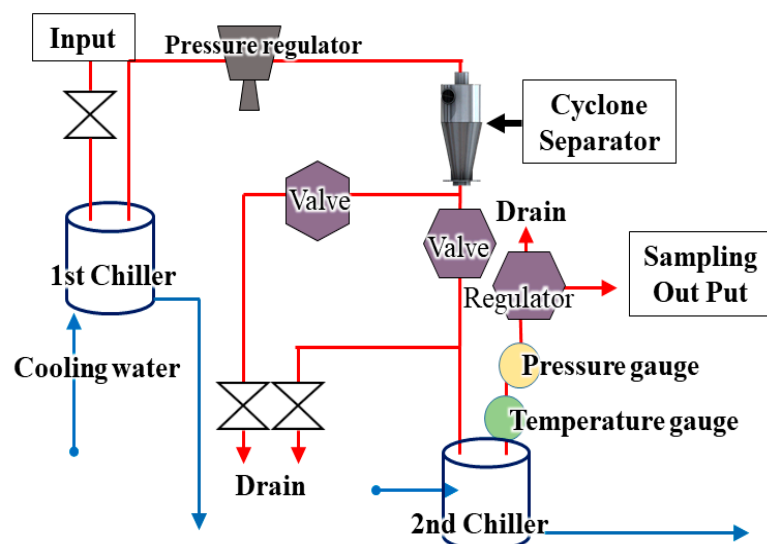 Input
Pressure regulator
Cyclone
Separator
Valve
Drain
Valve
1st Chiller
Regulator
Sampling
Out Put
Cooling water
Pressure gauge
Temperature gauge
Drain
2nd Chiller